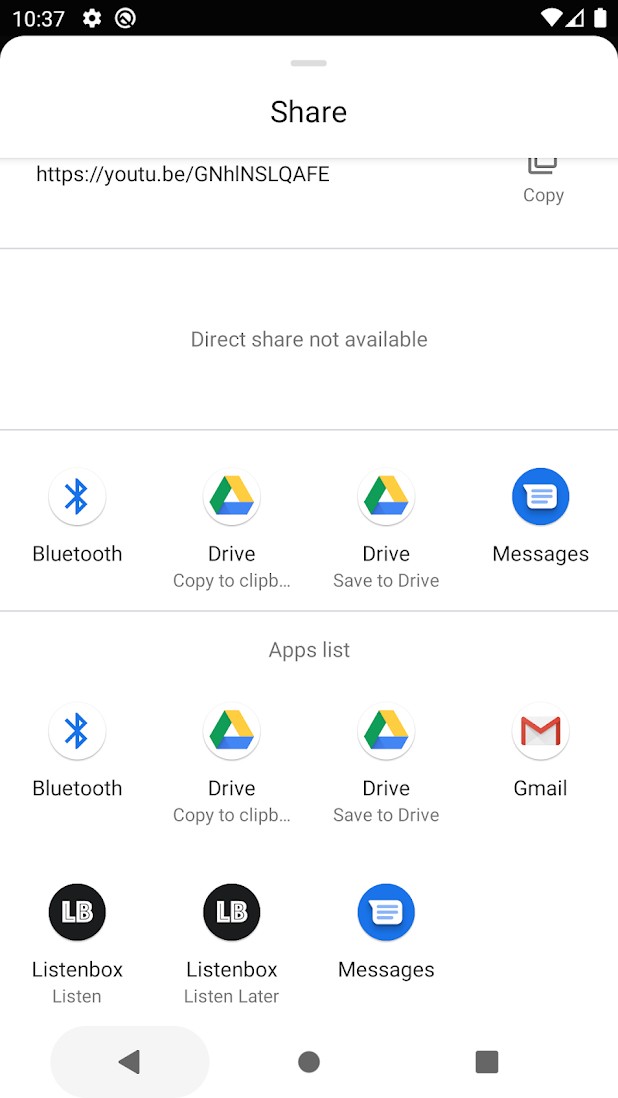 10:37
Share
https://youtu.be/GNhlNSLQAFE
Copy
Direct share not available
Bluetooth
Drive
Copy to clipb...
Drive
Save to Drive
Messages
Apps list
Bluetooth
Drive
Copy to clipb...
Drive
Save to Drive
Gmail
LB
Listenbox
Listen
LB
Listenbox
Listen Later
Messages